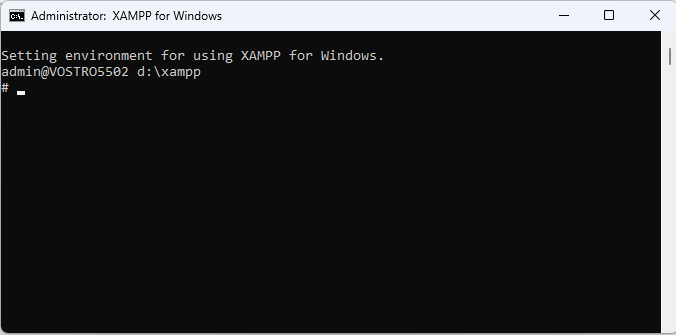 Administrator: XAMPP for Windows
Setting environment for using XAMPP for Windows.
admin@VOSTRO5502 d:\xampp
#